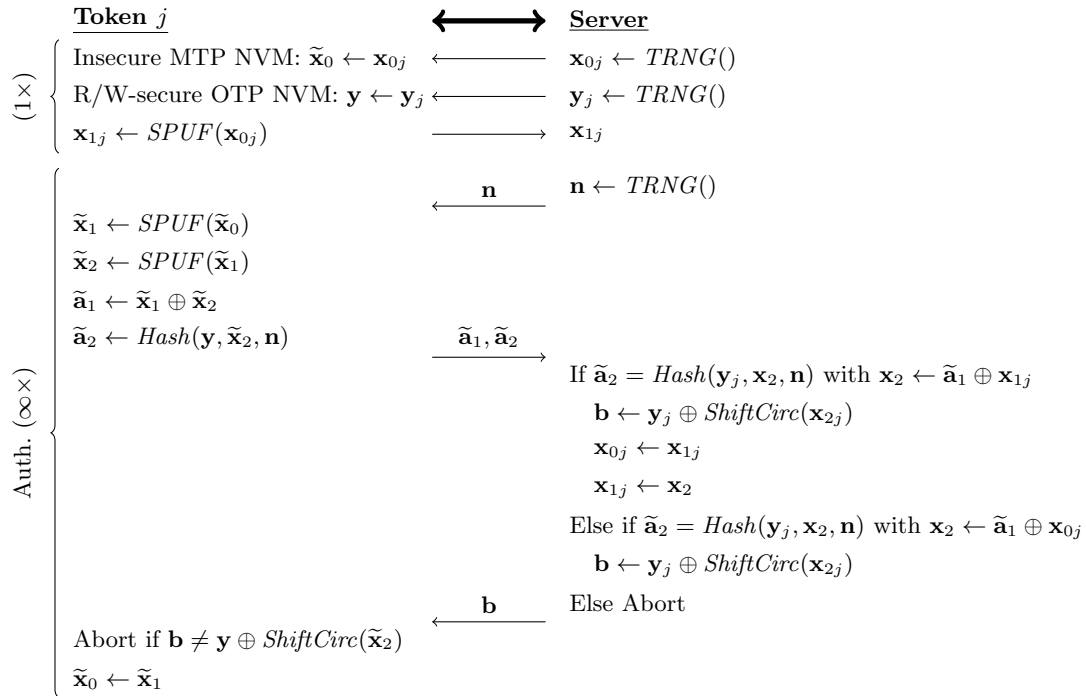 Token j Server
(1×)
Insecure MTP NVM: x̃₀ ← x₀ⱼ x₀ⱼ ← TRNG()
R/W-secure OTP NVM: y ← yⱼ yⱼ ← TRNG()
x₁ⱼ ← SPUF(x₀ⱼ) x₁ⱼ
Auth. (∞×)
n n ← TRNG()
x̃₁ ← SPUF(x̃₀)
x̃₂ ← SPUF(x̃₁)
ã₁ ← x̃₁ ⊕ x̃₂
ã₂ ← Hash(y, x̃₂, n) ã₁, ã₂
If ã₂ = Hash(yⱼ, x₂, n) with x₂ ← ã₁ ⊕ x₁ⱼ
b ← yⱼ ⊕ ShiftCirc(x₂ⱼ)
x₀ⱼ ← x₁ⱼ
x₁ⱼ ← x₂
Else if ã₂ = Hash(yⱼ, x₂, n) with x₂ ← ã₁ ⊕ x₀ⱼ
b ← yⱼ ⊕ ShiftCirc(x₂ⱼ)
b Else Abort
Abort if b ≠ y ⊕ ShiftCirc(x̃₂)
x̃₀ ← x̃₁